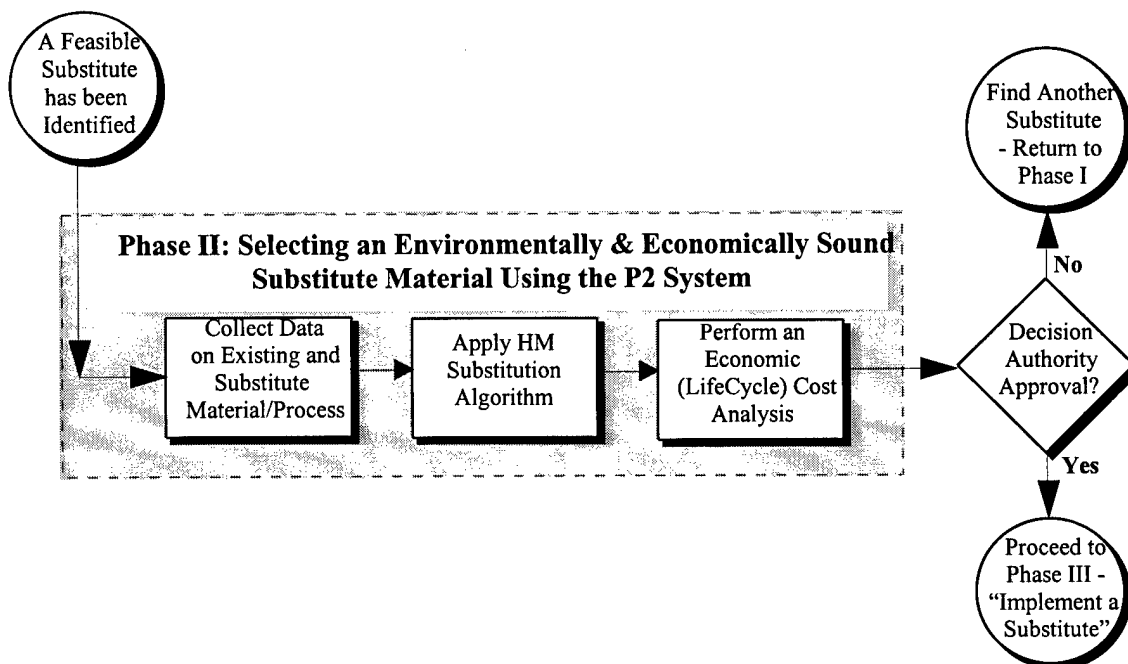 A Feasible
Substitute
has been
Identified
Find Another
Substitute
- Return to
Phase I
Phase II: Selecting an Environmentally & Economically Sound
Substitute Material Using the P2 System
No
Collect Data
on Existing and
Substitute
Material/Process
Apply HM
Substitution
Algorithm
Perform an
Economic
(LifeCycle) Cost
Analysis
Decision
Authority
Approval?
Yes
Proceed to
Phase III -
“Implement a
Substitute”